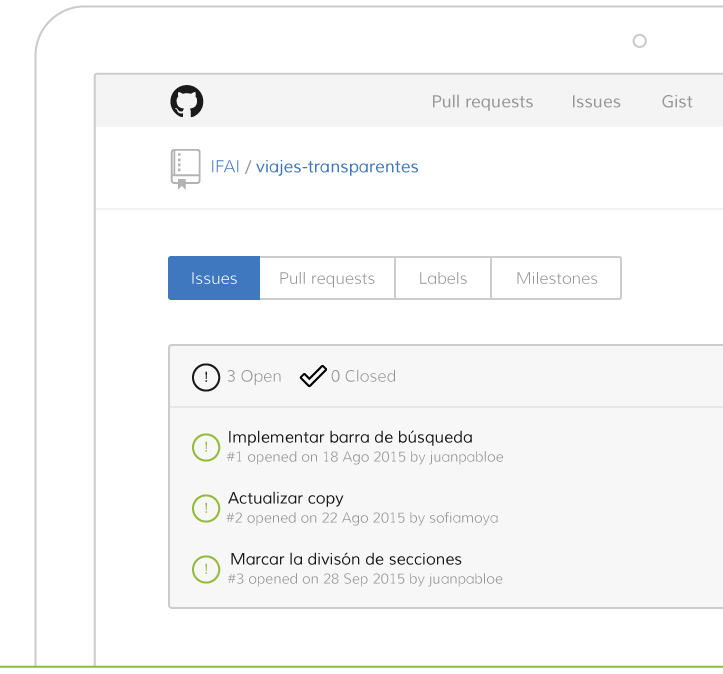 Pull requests Issues Gist
IFAI / viajes-transparentes
Issues Pull requests Labels Milestones
3 Open 0 Closed
Implementar barra de búsqueda
#1 opened on 18 Ago 2015 by juanpabloe
Actualizar copy
#2 opened on 22 Ago 2015 by sofiamoya
Marcar la divisón de secciones
#3 opened on 28 Sep 2015 by juanpabloe